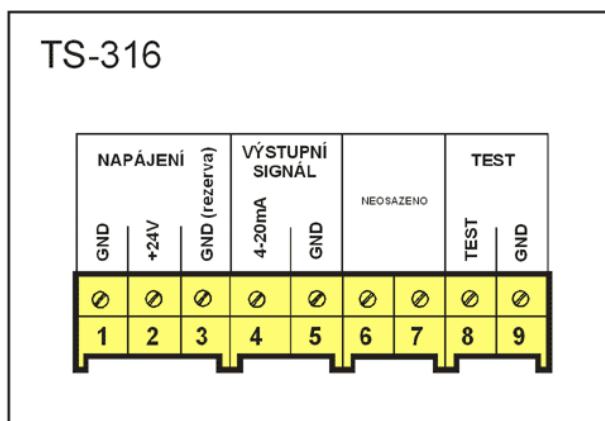 TS-316
NAPÁJENÍ
VÝSTUPNÍ
SIGNÁL
NEOSAZENO
TEST
GND
+24V
GND (rezerva)
4-20mA
GND
TEST
GND
1 2 3 4 5 6 7 8 9